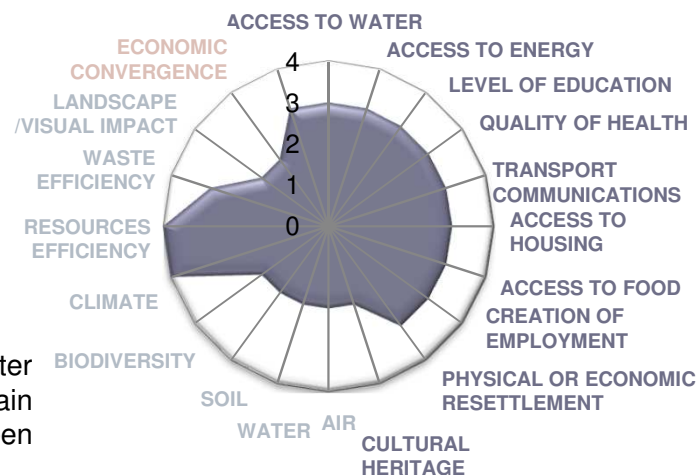 ACCESS TO WATER
ACCESS TO ENERGY
LEVEL OF EDUCATION
QUALITY OF HEALTH
TRANSPORT
COMMUNICATIONS
ACCESS TO
HOUSING
ACCESS TO FOOD
CREATION OF
EMPLOYMENT
PHYSICAL OR ECONOMIC
RESETTLEMENT
CULTURAL
HERITAGE
AIR
WATER
SOIL
BIODIVERSITY
CLIMATE
RESOURCES
EFFICIENCY
WASTE
EFFICIENCY
LANDSCAPE
/VISUAL IMPACT
ECONOMIC
CONVERGENCE
4
3
2
1
0
ter
ain
en